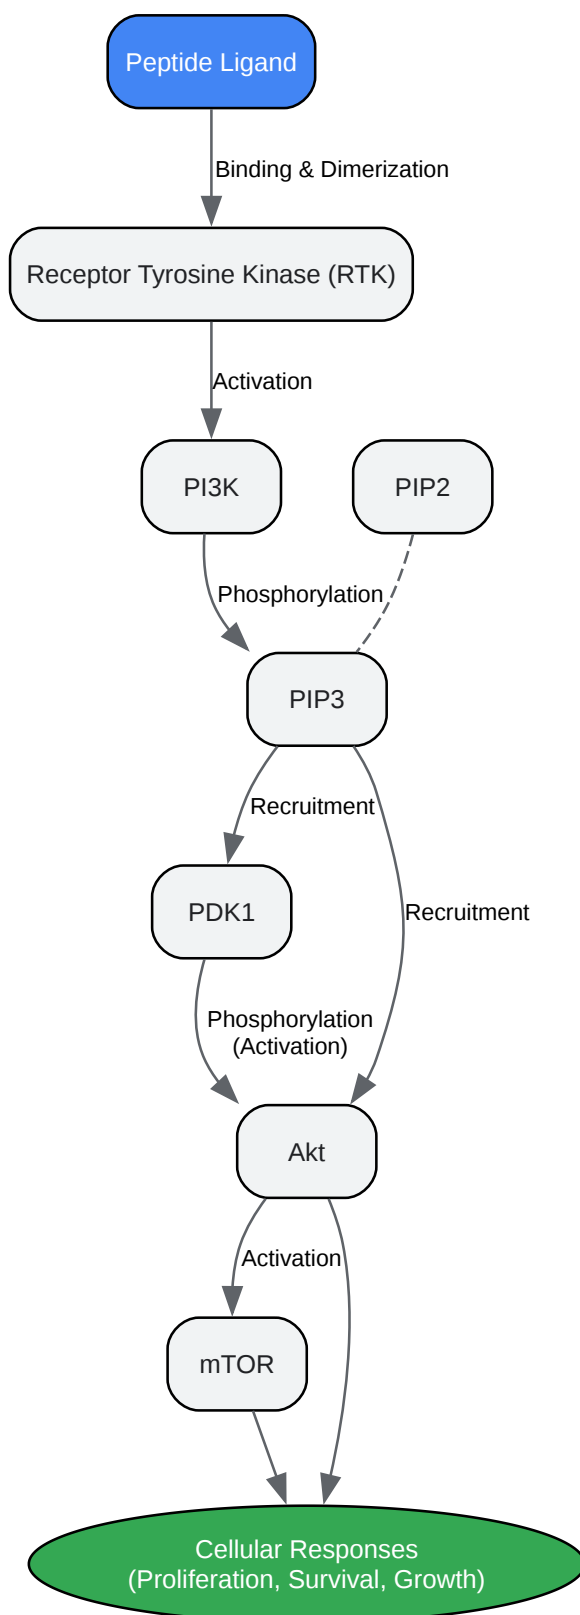 Peptide Ligand
Binding & Dimerization
Receptor Tyrosine Kinase (RTK)
Activation
PI3K
PIP2
Phosphorylation
PIP3
Recruitment
PDK1
Recruitment
Phosphorylation
(Activation)
Akt
Activation
mTOR
Cellular Responses
(Proliferation, Survival, Growth)